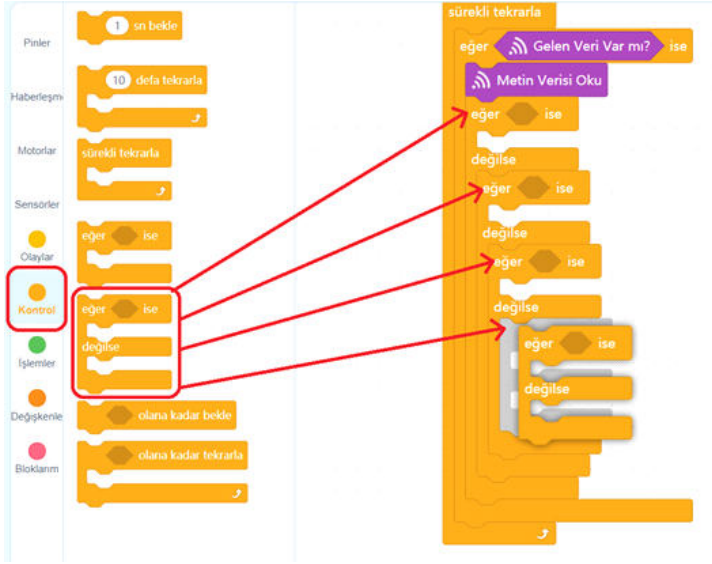 Pinler
Haberleşm
Motorlar
Sensörler
Olaylar
Kontrol
İşlemler
Değişkenle
Bloklarım
1 sn bekle
10 defa tekrarla
sürekli tekrarla
eğer ise
eğer ise
değilse
olana kadar bekle
olana kadar tekrarla
sürekli tekrarla
eğer Gelen Veri Var mı? ise
Metin Verisi Oku
eğer ise
değilse
eğer ise
değilse
eğer ise
değilse
eğer ise
değilse